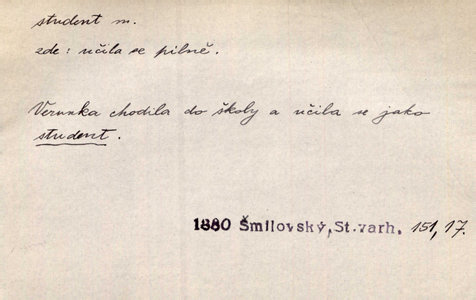 student m.
zde: učila se pilně.
Verunka chodila do školy a učila se jako
student.
1880 Šmilovský, St.varh. 151, 17.